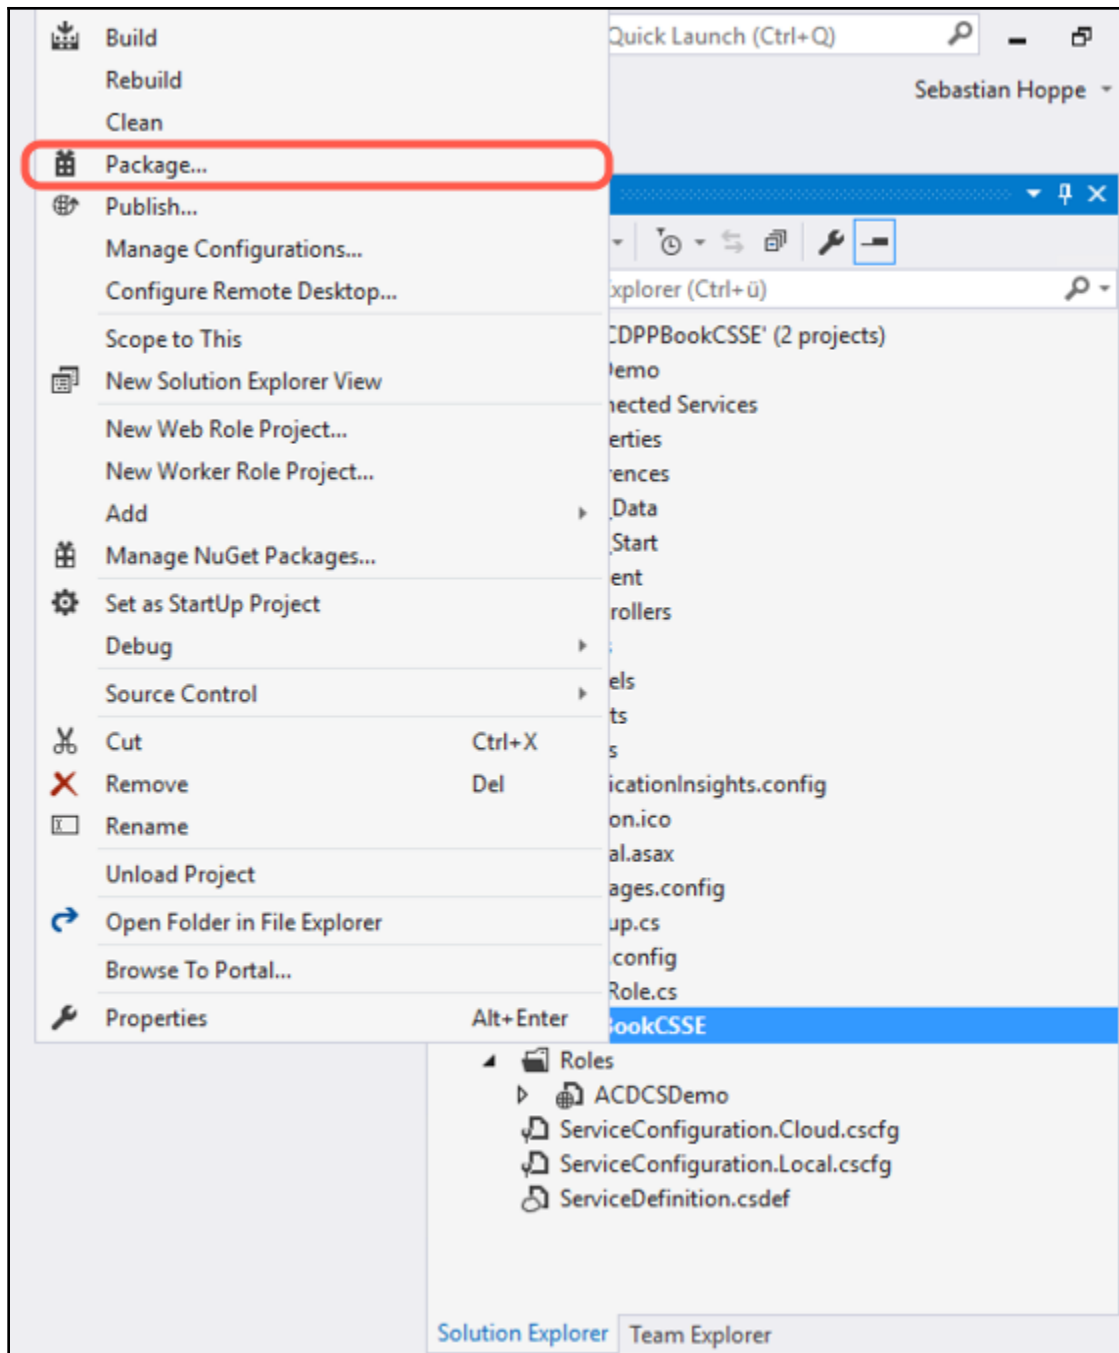 Build
Rebuild
Clean
Package...
Publish...
Manage Configurations...
Configure Remote Desktop...
Scope to This
New Solution Explorer View
New Web Role Project...
New Worker Role Project...
Add
Manage NuGet Packages...
Set as StartUp Project
Debug
Source Control
Cut Ctrl+X
Remove Del
Rename
Unload Project
Open Folder in File Explorer
Browse To Portal...
Properties Alt+Enter
Quick Launch (Ctrl+Q)
Sebastian Hoppe
xplorer (Ctrl+ü)
CDPPBookCSSE' (2 projects)
Demo
nected Services
erties
rences
_Data
_Start
ent
rollers
els
ts
s
icationInsights.config
on.ico
al.asax
ages.config
up.cs
.config
Role.cs
BookCSSE
Roles
ACDCSDemo
ServiceConfiguration.Cloud.cscfg
ServiceConfiguration.Local.cscfg
ServiceDefinition.csdef
Solution Explorer Team Explorer